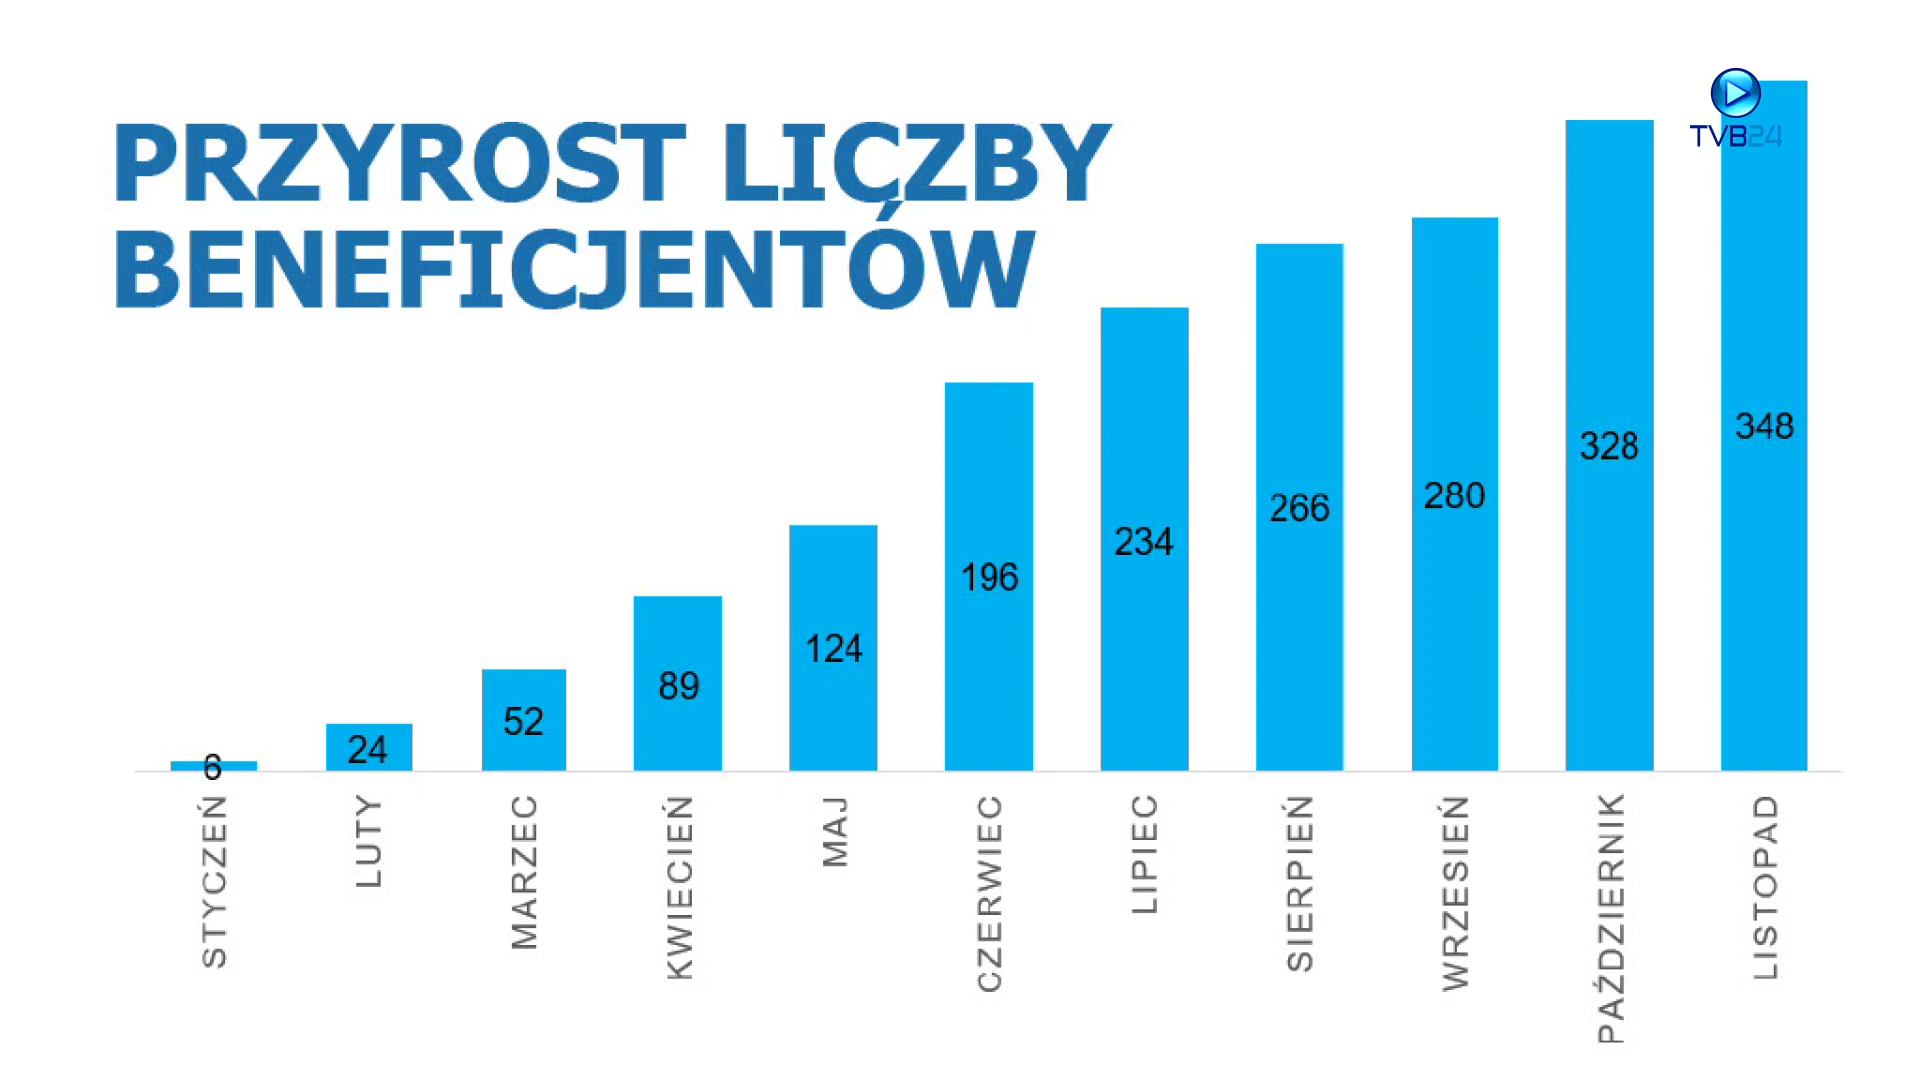 PRZYROST LICZBY
BENEFICJENTÓW
TVB24
6
24
52
89
124
196
234
266
280
328
348
STYCZEŃ
LUTY
MARZEC
KWIECIEŃ
MAJ
CZERWIEC
LIPIEC
SIERPIEŃ
WRZESIEŃ
PAŹDZIERNIK
LISTOPAD